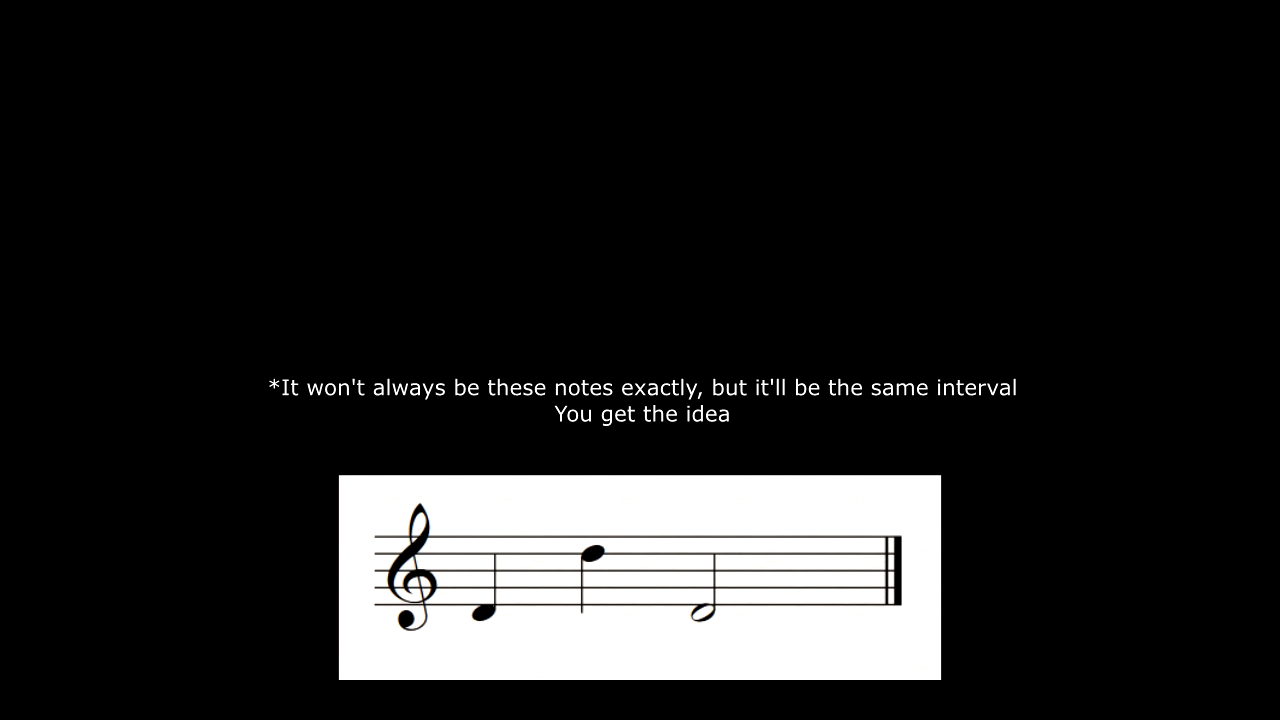 *It won't always be these notes exactly, but it'll be the same interval
You get the idea